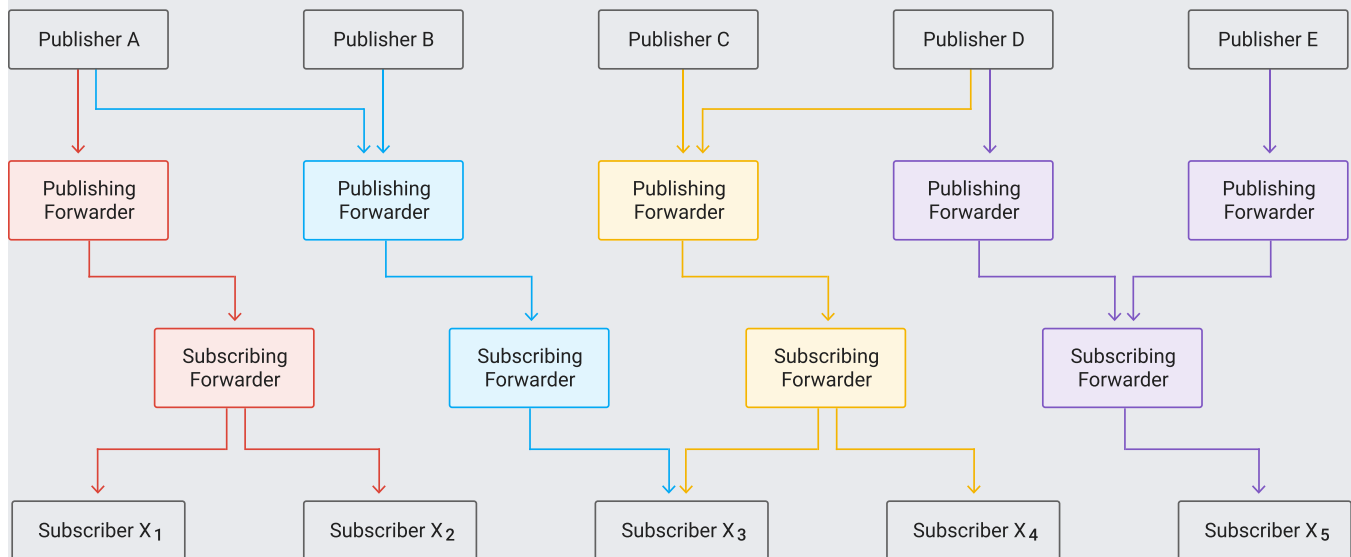 Publisher A
Publisher B
Publisher C
Publisher D
Publisher E
Publishing
Forwarder
Publishing
Forwarder
Publishing
Forwarder
Publishing
Forwarder
Publishing
Forwarder
Subscribing
Forwarder
Subscribing
Forwarder
Subscribing
Forwarder
Subscribing
Forwarder
Subscriber X1
Subscriber X2
Subscriber X3
Subscriber X4
Subscriber X5